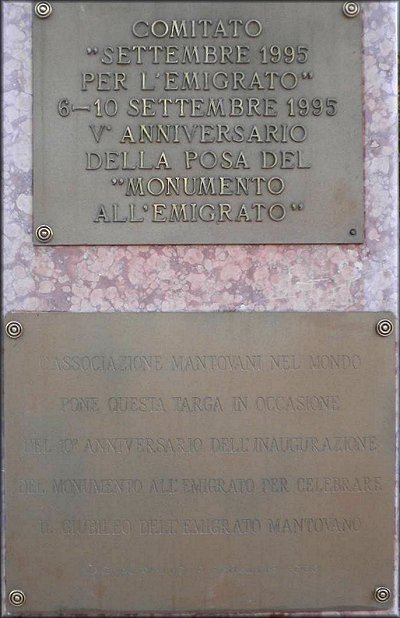 COMITATO
"SETTEMBRE 1995
PER L'EMIGRATO"
6-10 SETTEMBRE 1995
V° ANNIVERSARIO
DELLA POSA DEL
"MONUMENTO
ALL'EMIGRATO"
L'ASSOCIAZIONE MANTOVANI NEL MONDO
PONE QUESTA TARGA IN OCCASIONE
DEL 10° ANNIVERSARIO DELL'INAUGURAZIONE
DEL MONUMENTO ALL'EMIGRATO PER CELEBRARE
IL GIUBILEO DELL'EMIGRATO MANTOVANO